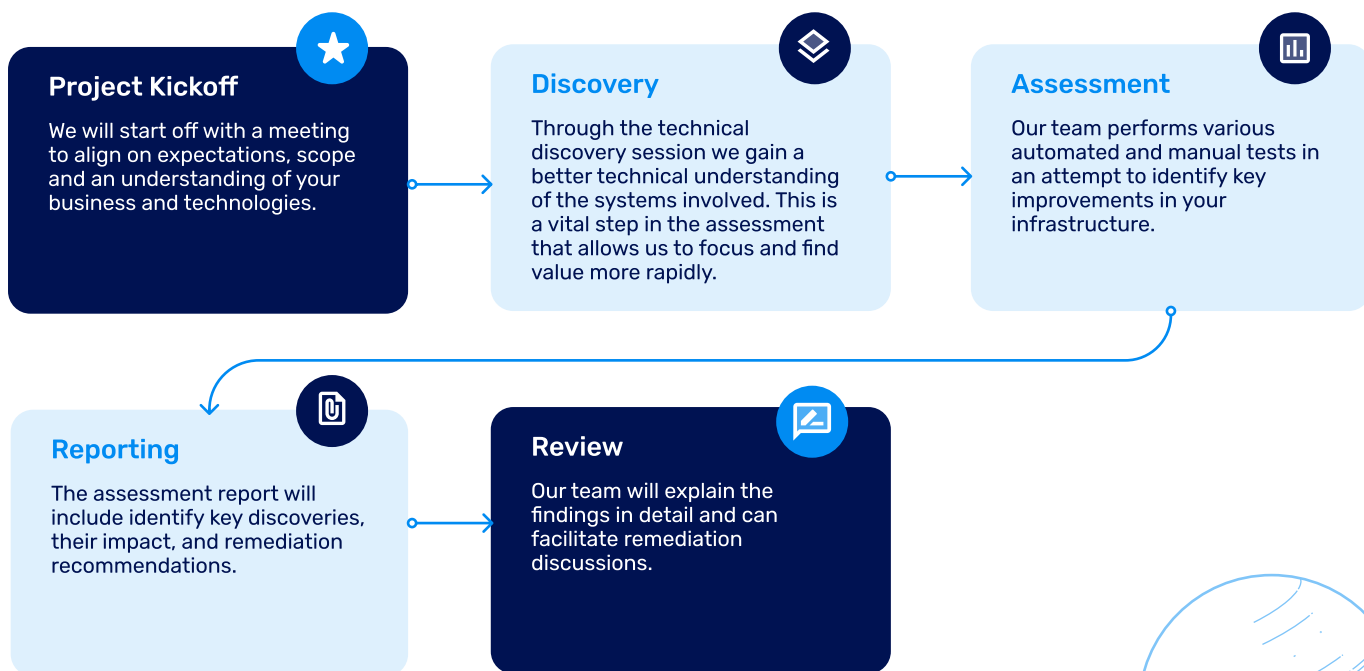 Project Kickoff
We will start off with a meeting
to align on expectations, scope
and an understanding of your
business and technologies.
Discovery
Through the technical
discovery session we gain a
better technical understanding
of the systems involved. This is
a vital step in the assessment
that allows us to focus and find
value more rapidly.
Assessment
Our team performs various
automated and manual tests in
an attempt to identify key
improvements in your
infrastructure.
Reporting
The assessment report will
include identify key discoveries,
their impact, and remediation
recommendations.
Review
Our team will explain the
findings in detail and can
facilitate remediation
discussions.